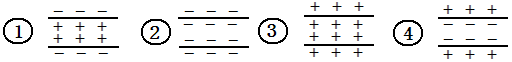 ① － － －
+ + +
+ + +
－ － －
② － － －
－ － －
－ － －
－ － －
③ + + +
+ + +
+ + +
+ + +
④ + + +
－ － －
－ － －
+ + +